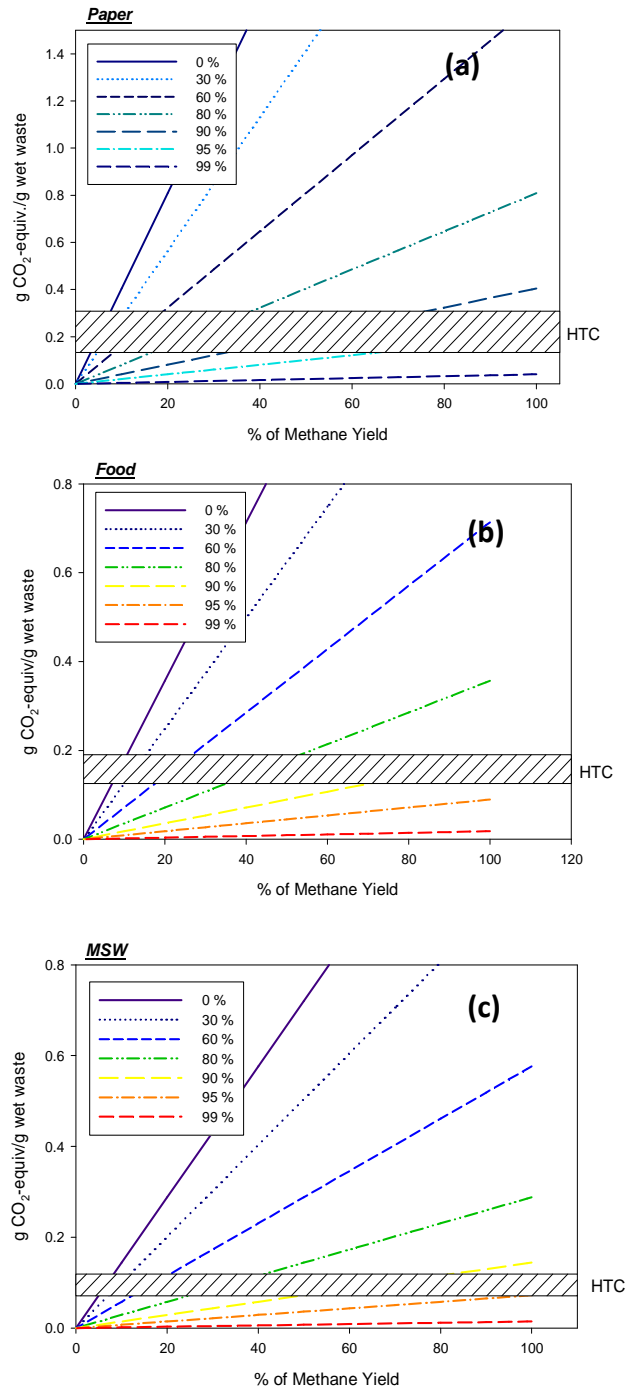 Paper
(a)
0 %
30 %
60 %
80 %
90 %
95 %
99 %
g CO2-equiv./g wet waste
1.4
1.2
1.0
0.8
0.6
0.4
0.2
0.0
HTC
0 20 40 60 80 100
% of Methane Yield
Food
(b)
0 %
30 %
60 %
80 %
90 %
95 %
99 %
g CO2-equiv/g wet waste
0.8
0.6
0.4
0.2
0.0
HTC
0 20 40 60 80 100 120
% of Methane Yield
MSW
(c)
0 %
30 %
60 %
80 %
90 %
95 %
99 %
g CO2-equiv/g wet waste
0.8
0.6
0.4
0.2
0.0
HTC
0 20 40 60 80 100
% of Methane Yield